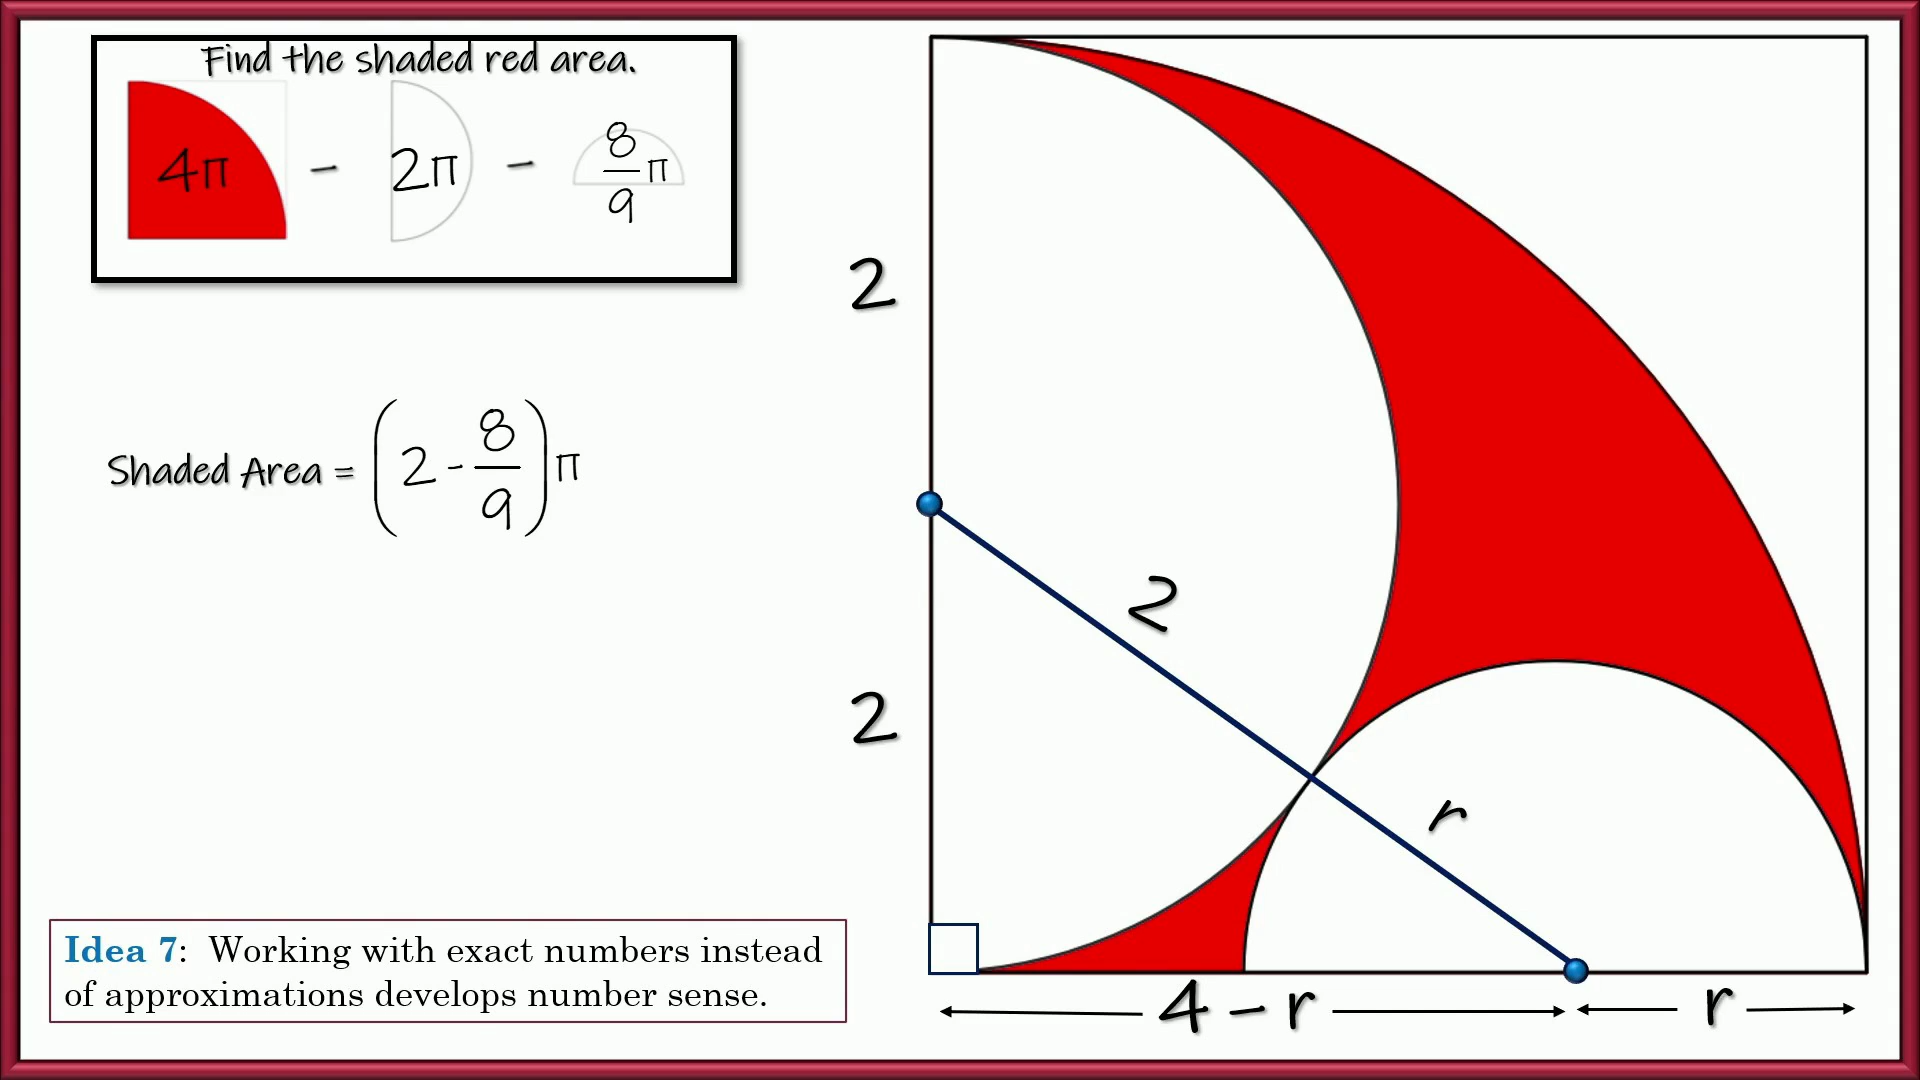 Find the shaded red area.
4π - 2π - 8/9 π
Shaded Area = (2 - 8/9)π
2
2
2
r
4 - r
r
Idea 7: Working with exact numbers instead
of approximations develops number sense.